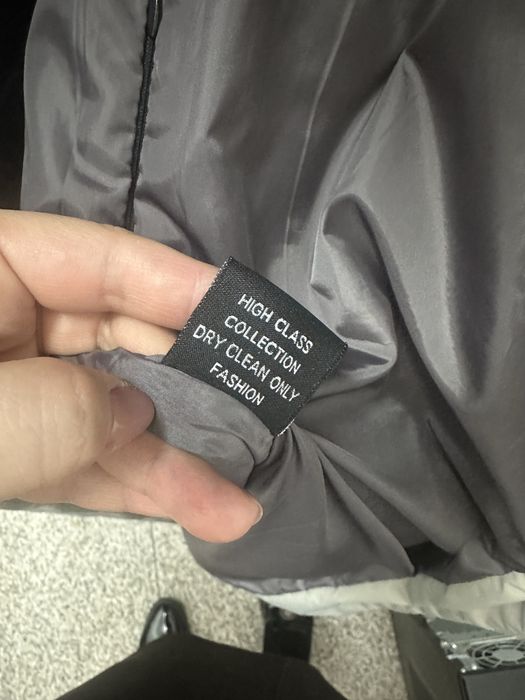 HIGH CLASS
COLLECTION
DRY CLEAN ONLY
FASHION